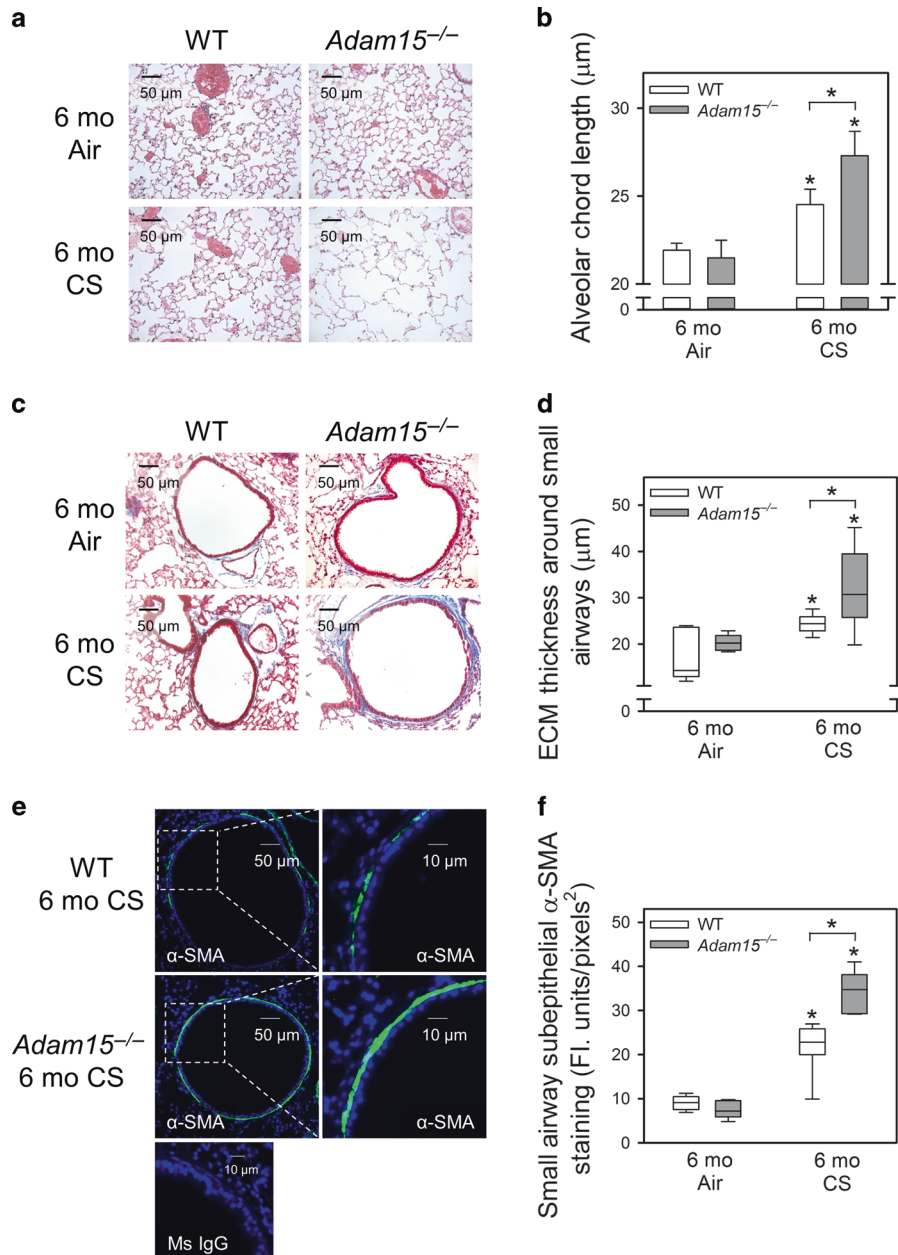 a
WT
Adam15–/–
6 mo
Air
50 μm
50 μm
6 mo
CS
50 μm
50 μm
b
Alveolar chord length (μm)
WT
Adam15–/–
*
*
*
30
25
20
0
6 mo
Air
6 mo
CS
c
WT
Adam15–/–
6 mo
Air
50 μm
50 μm
6 mo
CS
50 μm
50 μm
d
ECM thickness around small
airways (μm)
WT
Adam15–/–
*
*
*
50
40
30
20
0
6 mo
Air
6 mo
CS
e
WT
6 mo CS
50 μm
α-SMA
10 μm
α-SMA
Adam15–/–
6 mo CS
50 μm
α-SMA
10 μm
α-SMA
10 μm
Ms IgG
f
Small airway subepithelial α-SMA
staining (Fl. units/pixels2)
WT
Adam15–/–
*
*
*
50
40
30
20
10
0
6 mo
Air
6 mo
CS